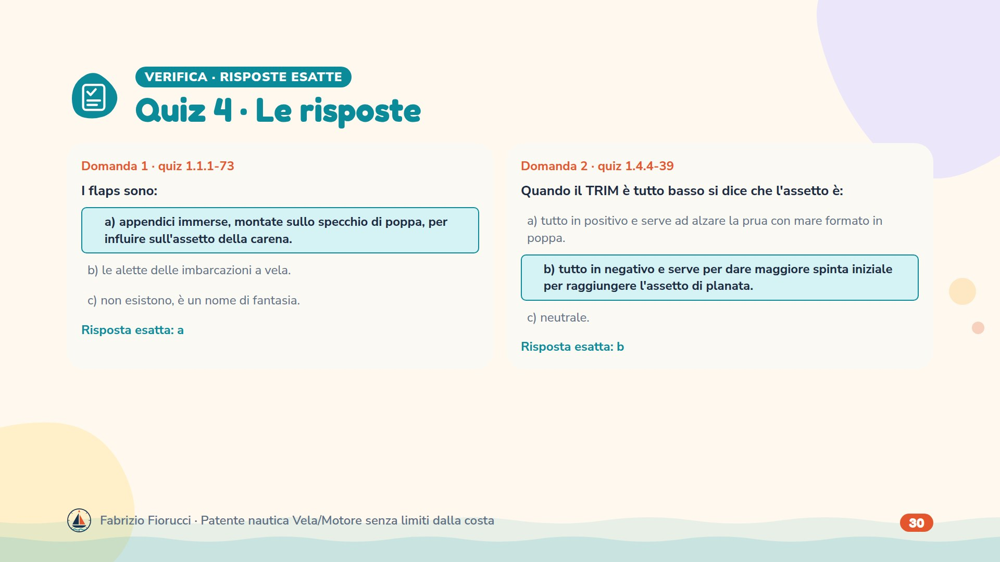 VERIFICA · RISPOSTE ESATTE
Quiz 4 · Le risposte
Domanda 1 · quiz 1.1.1-73
I flaps sono:
a) appendici immerse, montate sullo specchio di poppa, per
influire sull'assetto della carena.
b) le alette delle imbarcazioni a vela.
c) non esistono, è un nome di fantasia.
Risposta esatta: a
Domanda 2 · quiz 1.4.4-39
Quando il TRIM è tutto basso si dice che l'assetto è:
a) tutto in positivo e serve ad alzare la prua con mare formato in
poppa.
b) tutto in negativo e serve per dare maggiore spinta iniziale
per raggiungere l'assetto di planata.
c) neutrale.
Risposta esatta: b
Fabrizio Fiorucci · Patente nautica Vela/Motore senza limiti dalla costa
30